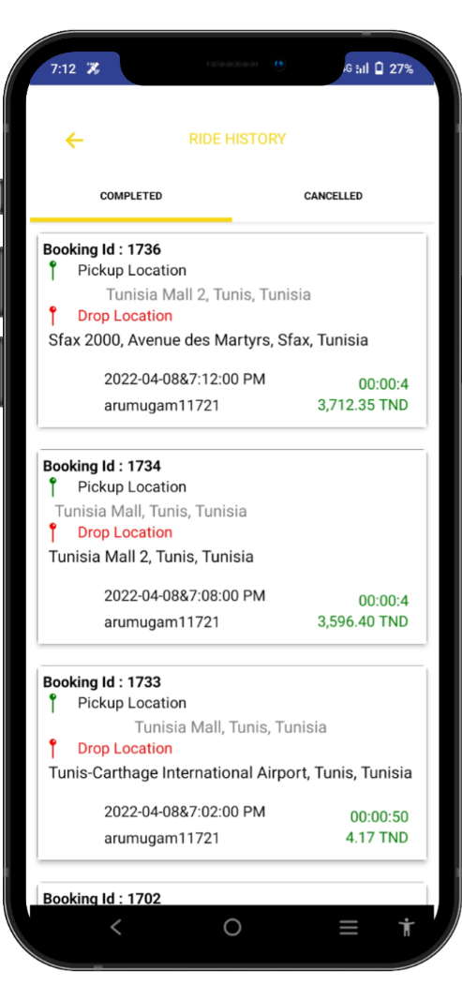 7:12
27%
RIDE HISTORY
COMPLETED
CANCELLED
Booking Id : 1736
Pickup Location
Tunisia Mall 2, Tunis, Tunisia
Drop Location
Sfax 2000, Avenue des Martyrs, Sfax, Tunisia
2022-04-08&7:12:00 PM
00:00:4
arumugam11721
3,712.35 TND
Booking Id : 1734
Pickup Location
Tunisia Mall, Tunis, Tunisia
Drop Location
Tunisia Mall 2, Tunis, Tunisia
2022-04-08&7:08:00 PM
00:00:4
arumugam11721
3,596.40 TND
Booking Id : 1733
Pickup Location
Tunisia Mall, Tunis, Tunisia
Drop Location
Tunis-Carthage International Airport, Tunis, Tunisia
2022-04-08&7:02:00 PM
00:00:50
arumugam11721
4.17 TND
Booking Id : 1702